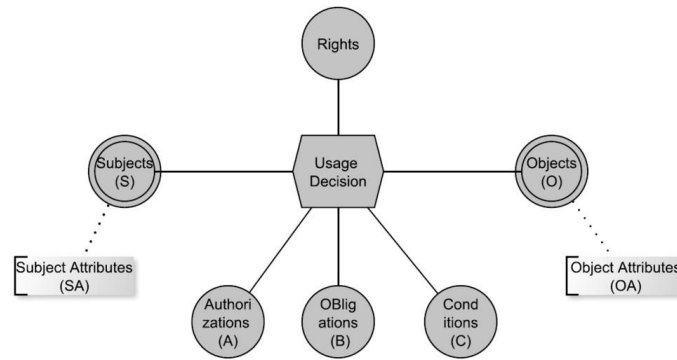 Rights
Subjects
(S)
Usage
Decision
Objects
(O)
Subject Attributes
(SA)
Object Attributes
(OA)
Authori
zations
(A)
OBlig
ations
(B)
Cond
itions
(C)